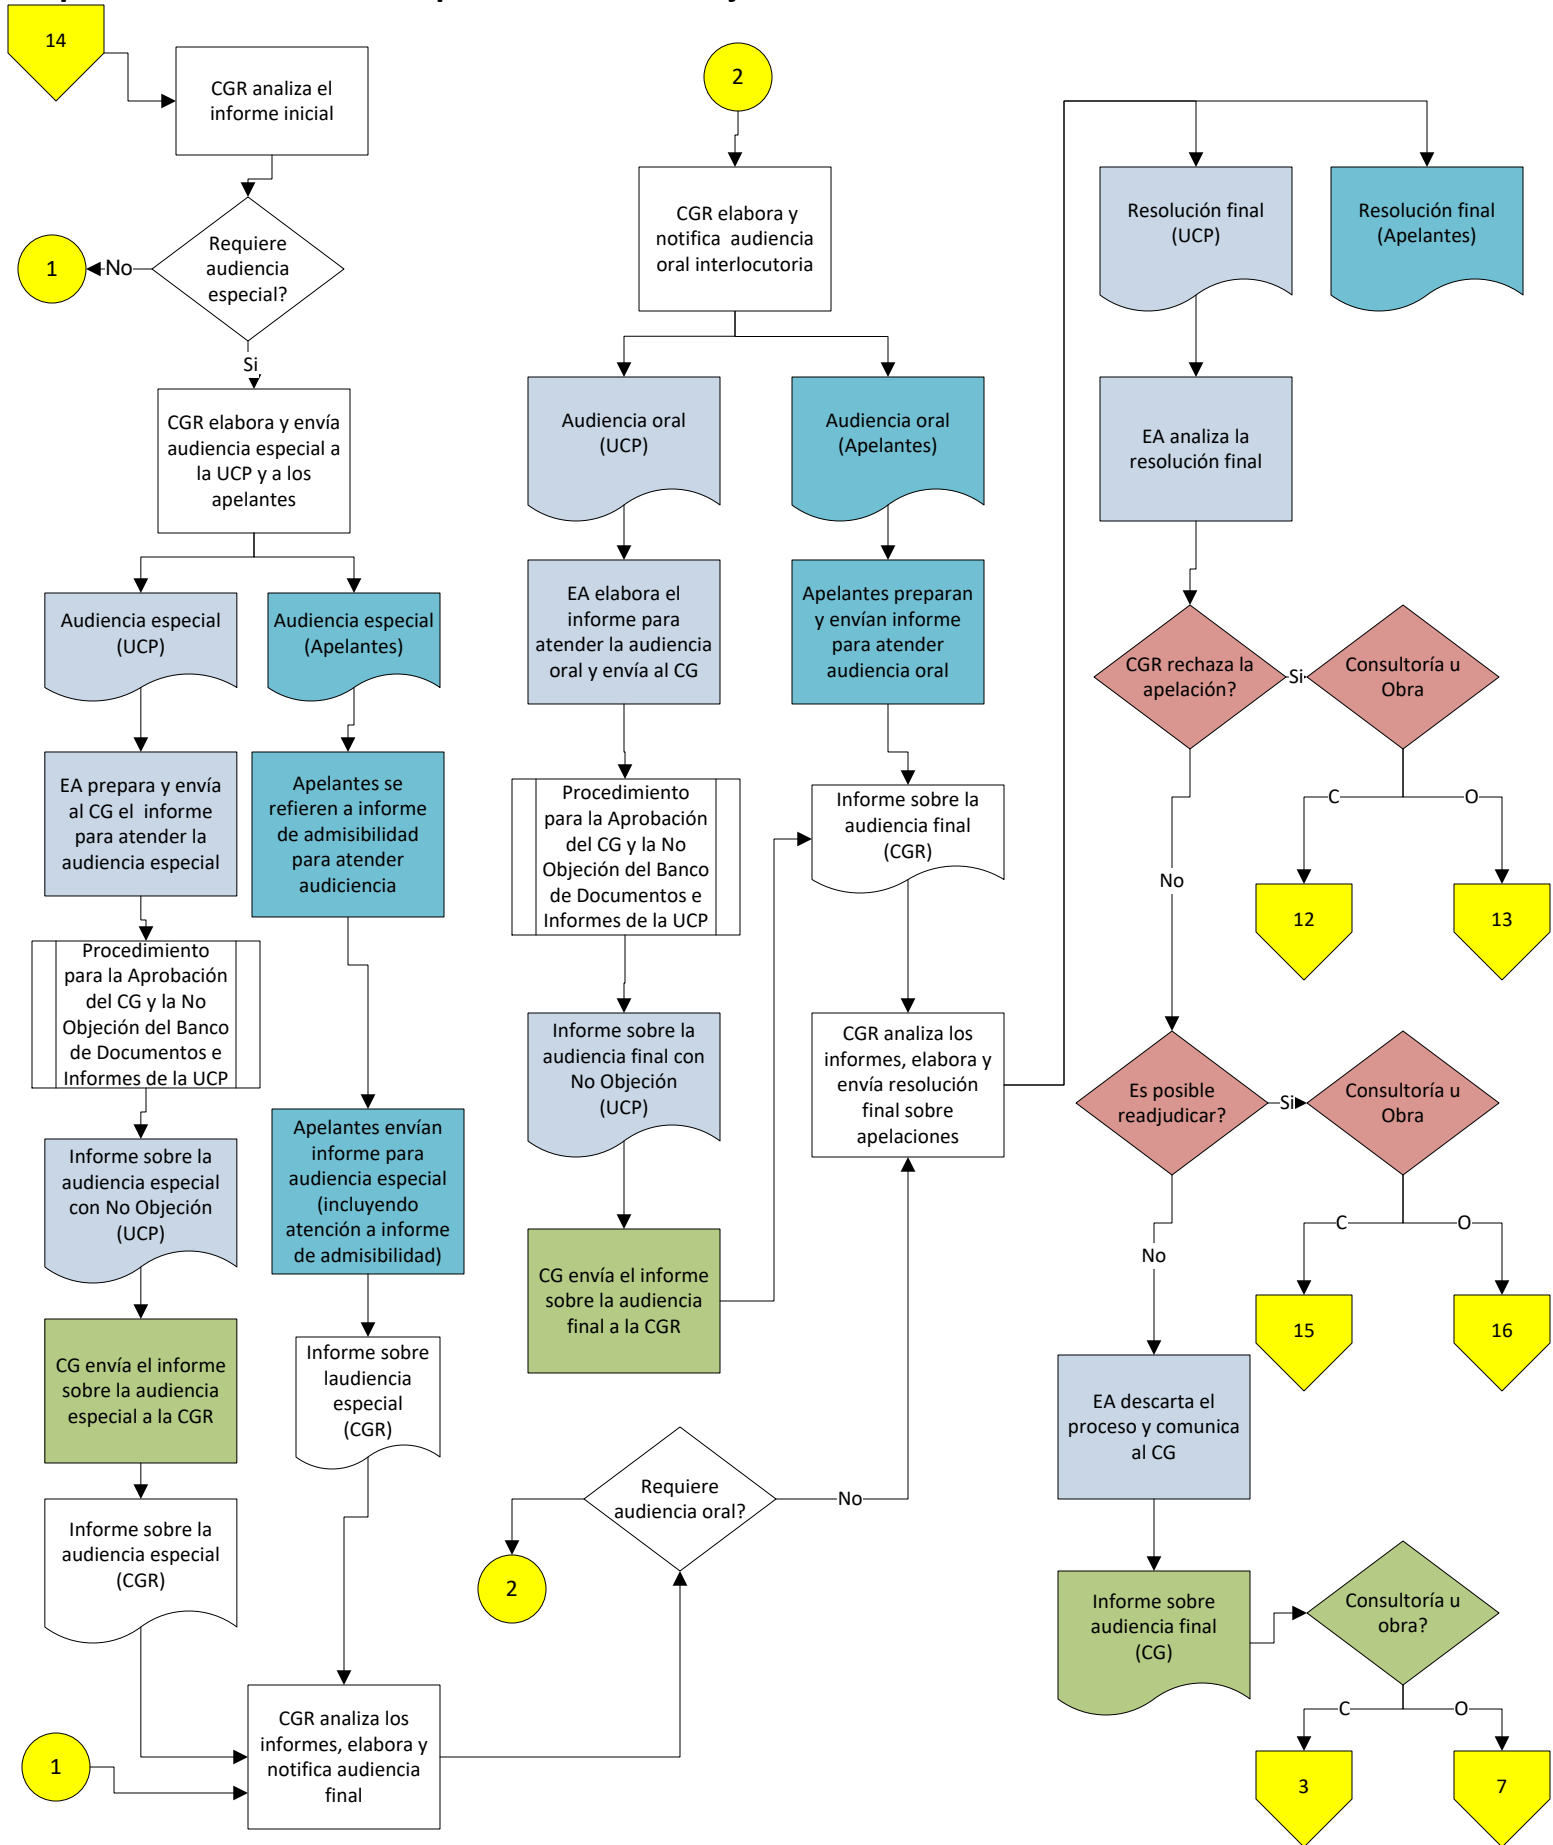 14
CGR analiza el
informe inicial
Requiere
audiencia
especial?
No
1
Si
CGR elabora y envía
audiencia especial a
la UCP y a los
apelantes
Audiencia especial
(UCP)
Audiencia especial
(Apelantes)
EA prepara y envía
al CG el informe
para atender la
audiencia especial
Apelantes se
refieren a informe
de admisibilidad
para atender
audiciencia
Procedimiento
para la Aprobación
del CG y la No
Objeción del Banco
de Documentos e
Informes de la UCP
Informe sobre la
audiencia especial
con No Objeción
(UCP)
Apelantes envían
informe para
audiencia especial
(incluyendo
atención a informe
de admisibilidad)
CG envía el informe
sobre la audiencia
especial a la CGR
Informe sobre
laudiencia
especial
(CGR)
Informe sobre la
audiencia especial
(CGR)
1
CGR analiza los
informes, elabora y
notifica audiencia
final
2
CGR elabora y
notifica audiencia
oral interlocutoria
Audiencia oral
(UCP)
Audiencia oral
(Apelantes)
EA elabora el
informe para
atender la audiencia
oral y envía al CG
Apelantes preparan
y envían informe
para atender
audiencia oral
Procedimiento
para la Aprobación
del CG y la No
Objeción del Banco
de Documentos e
Informes de la UCP
Informe sobre la
audiencia final
(CGR)
Informe sobre la
audiencia final con
No Objeción
(UCP)
CGR analiza los
informes, elabora y
envía resolución
final sobre
apelaciones
CG envía el informe
sobre la audiencia
final a la CGR
Requiere
audiencia oral?
No
2
Resolución final
(UCP)
Resolución final
(Apelantes)
EA analiza la
resolución final
CGR rechaza la
apelación?
Si
Consultoría u
Obra
C
O
12
13
No
Es posible
readjudicar?
Si
Consultoría u
Obra
C
O
15
16
No
EA descarta el
proceso y comunica
al CG
Informe sobre
audiencia final
(CG)
Consultoría u
obra?
C
O
3
7